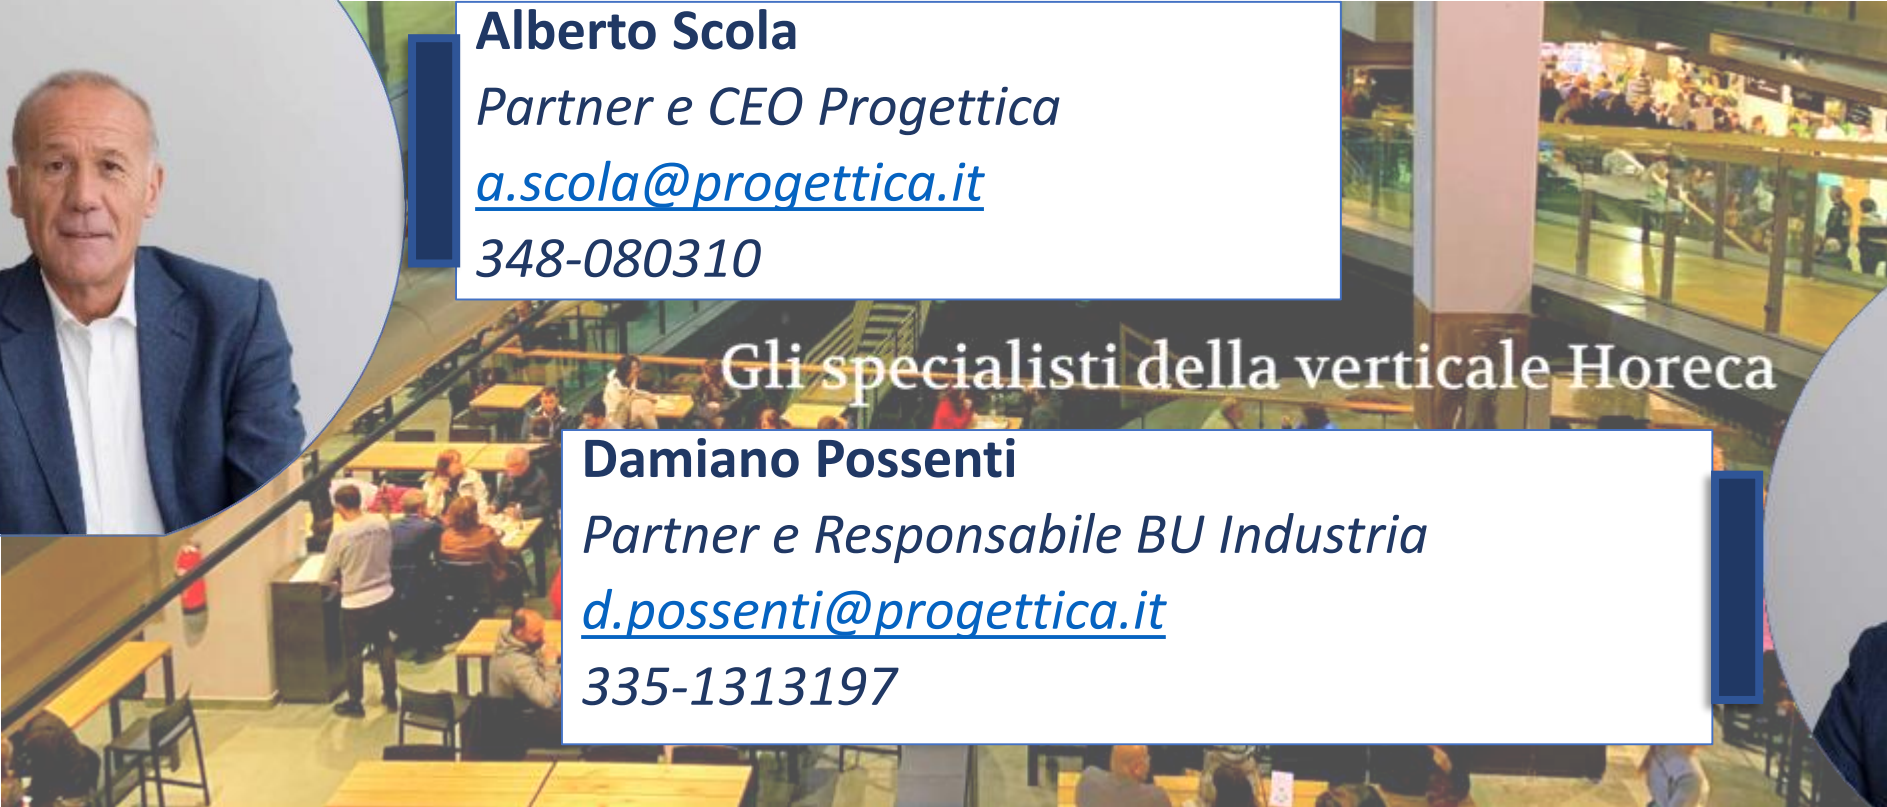 Alberto Scola
Partner e CEO Progettica
a.scola@progettica.it
348-080310
Gli specialisti della verticale Horeca
Damiano Possenti
Partner e Responsabile BU Industria
d.possenti@progettica.it
335-1313197